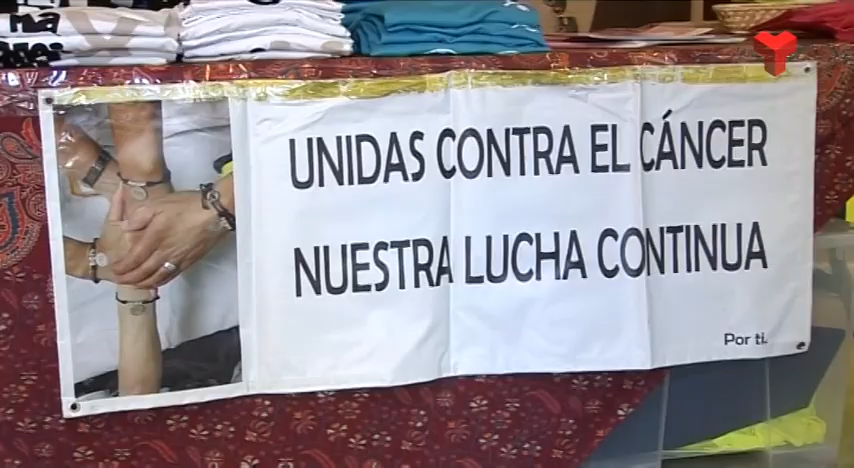 UNIDAS CONTRA EL CÁNCER
NUESTRA LUCHA CONTINUA
Por ti.